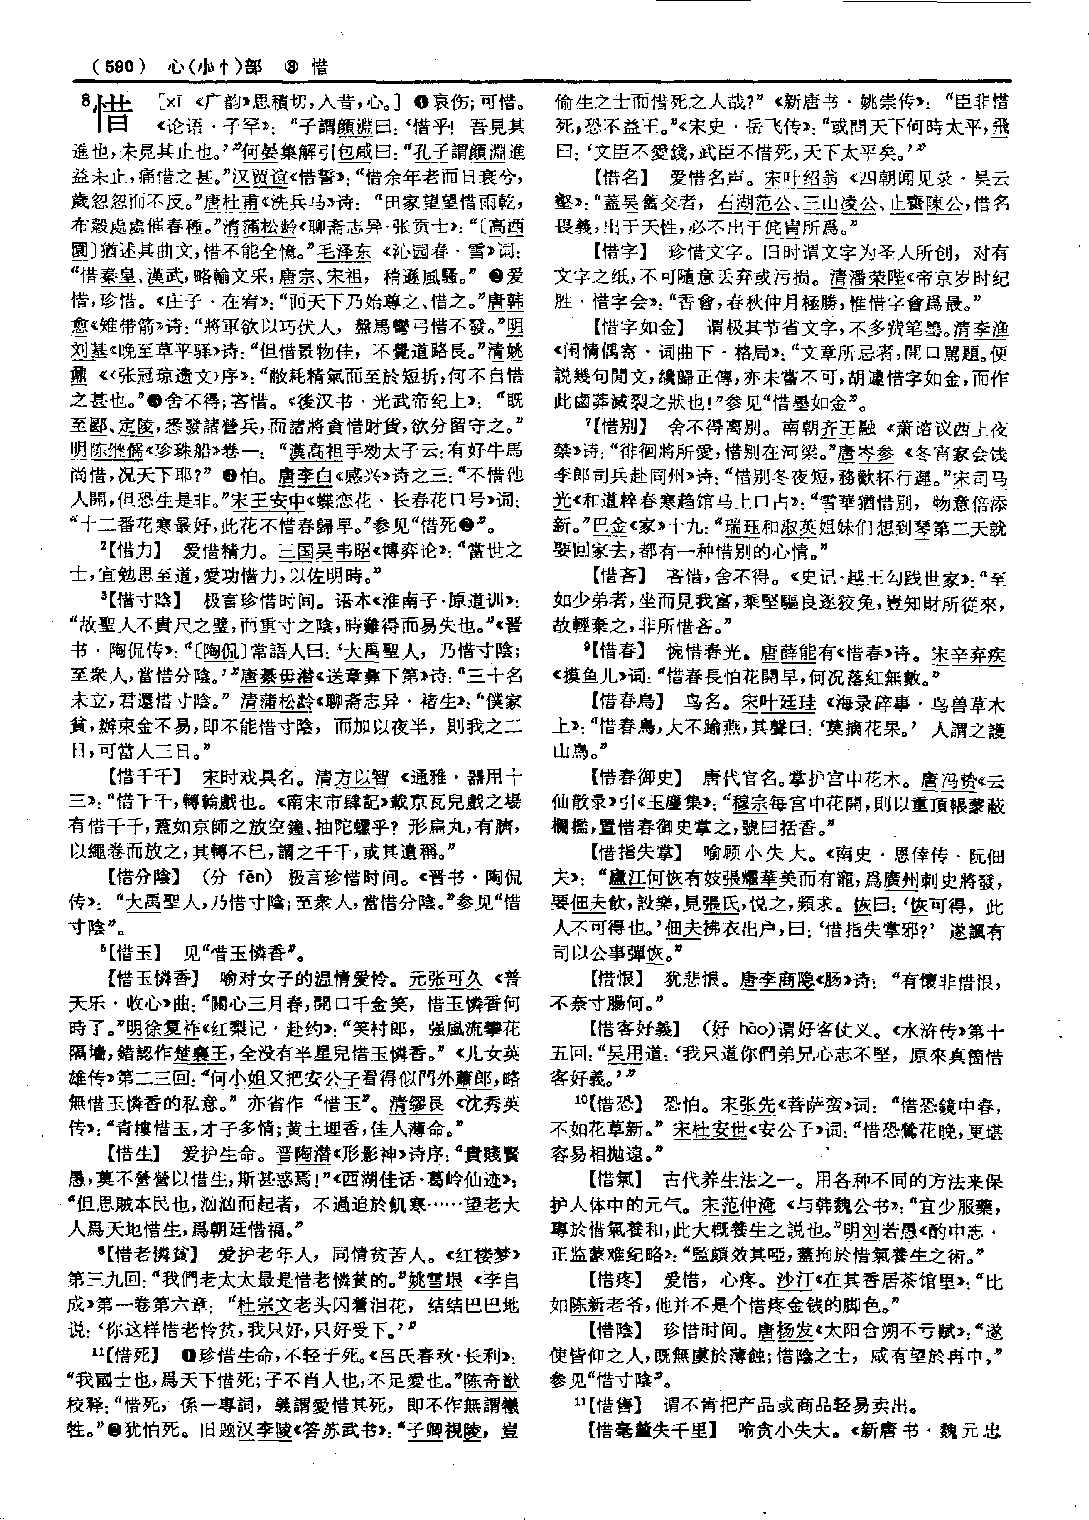 (590) 心(小忄)部 ⑧ 惜
8惜 [xī 《广韵》思積切,入昔,心。] ❶哀伤;可惜。
《论语·子罕》:“子謂顔淵曰:‘惜乎!吾見其
進也,未見其止也。’”何晏集解引包咸曰:“孔子謂顔淵進
益未止,痛惜之甚。”汉贾谊《惜誓》:“惜余年老而日衰兮,
歲忽忽而不反。”唐杜甫《洗兵马》诗:“田家望望惜雨乾,
布穀處處催春種。”清蒲松龄《聊斋志异·张贡士》:“〔高西
園〕猶述其曲文,惜不能全憶。”毛泽东《沁园春·雪》词:
“惜秦皇、漢武,略輸文采,唐宗、宋祖,稍遜風騷。” ❷爱
惜,珍惜。《庄子·在宥》:“而天下乃始尊之、惜之。”唐韩
愈《雉带箭》诗:“將軍欲以巧伏人,盤馬彎弓惜不發。”明
刘基《晚至草平驿》诗:“但惜景物佳,不覺道路長。”清姚
鼐《〈张冠琼遗文〉序》:“敝耗精氣而至於短折,何不自惜
之甚也。”❸舍不得;吝惜。《後汉书·光武帝纪上》:“既
至郾、定陵,悉發諸營兵,而諸將貪惜財貨,欲分留守之。”
明陈继儒《珍珠船》卷一:“漢高祖手勑太子云:有好牛馬
尚惜,况天下耶?” ❹怕。唐李白《感兴》诗之三:“不惜他
人開,但恐生是非。”宋王安中《蝶恋花·长春花口号》词:
“十二番花寒最好,此花不惜春歸早。”参见“惜死❷”。
2【惜力】 爱惜精力。三国吴韦昭《博弈论》:“當世之
士,宜勉思至道,愛功惜力,以佐明時。”
3【惜寸陰】 极言珍惜时间。语本《淮南子·原道训》:
“故聖人不貴尺之璧,而重寸之陰,時難得而易失也。”《晋
书·陶侃传》:“〔陶侃〕常語人曰:‘大禹聖人,乃惜寸陰;
至衆人,當惜分陰。’”唐綦毋潜《送章彝下第》诗:“三十名
未立,君還惜寸陰。” 清蒲松龄《聊斋志异·褚生》:“僕家
貧,辦束金不易,即不能惜寸陰,而加以夜半,則我之二
日,可當人三日。”
【惜千千】 宋时戏具名。清方以智《通雅·器用十
三》:“惜千千,轉輪戲也。《南宋市肆記》載京瓦兒戲之場
有惜千千,蓋如京師之放空鐘、抽陀螺乎?形扁丸,有臍,
以繩卷而放之,其轉不已,謂之千千,或其遺稱。”
【惜分陰】 (分 fēn) 极言珍惜时间。《晋书·陶侃
传》:“大禹聖人,乃惜寸陰;至衆人,當惜分陰。”参见“惜
寸陰”。
5【惜玉】 见“惜玉憐香”。
【惜玉憐香】 喻对女子的温情爱怜。元张可久《普
天乐·收心》曲:“關心三月春,開口千金笑,惜玉憐香何
時了。”明徐复祚《红梨记·赴约》:“笑村郎,强風流攀花
隔墻,錯認作楚襄王,全没有半星兒惜玉憐香。”《儿女英
雄传》第二三回:“何小姐又把安公子看得似門外蕭郎,略
無惜玉憐香的私意。”亦省作“惜玉”。清缪艮《沈秀英
传》:“青樓惜玉,才子多情;黄土埋香,佳人薄命。”
【惜生】 爱护生命。晋陶潜《形影神》诗序:“貴賤賢
愚,莫不營營以惜生,斯甚惑焉!”《西湖佳话·葛岭仙迹》:
“但思賊本民也,汹汹而起者,不過迫於飢寒……望老大
人爲天地惜生,爲朝廷惜福。”
6【惜老憐貧】 爱护老年人,同情贫苦人。《红楼梦》
第三九回:“我們老太太最是惜老憐貧的。”姚雪垠《李自
成》第一卷第六章:“杜宗文老头闪着泪花,结结巴巴地
说:‘你这样惜老怜贫,我只好,只好受下。’”
11【惜死】 ❶珍惜生命,不轻于死。《吕氏春秋·长利》:
“我國士也,爲天下惜死;子不肖人也,不足愛也。”陈奇猷
校释:“惜死,係一專詞,義謂愛惜其死,即不作無謂犧
牲。”❷犹怕死。旧题汉李陵《答苏武书》:“子卿視陵,豈
偷生之士而惜死之人哉?”《新唐书·姚崇传》:“臣非惜
死,恐不益王。”《宋史·岳飞传》:“或問天下何時太平,飛
曰:‘文臣不愛錢,武臣不惜死,天下太平矣。’”
【惜名】 爱惜名声。宋叶绍翁《四朝闻见录·吴云
壑》:“蓋吴舊交者,石湖范公、三山凌公、止齋陳公,惜名
畏義,出于天性,必不出于侂胄所爲。”
【惜字】 珍惜文字。旧时谓文字为圣人所创,对有
文字之纸,不可随意丢弃或污损。清潘荣陛《帝京岁时纪
胜·惜字会》:“香會,春秋仲月極勝,惟惜字會爲最。”
【惜字如金】 谓极其节省文字,不多费笔墨。清李渔
《闲情偶寄·词曲下·格局》:“文章所忌者,開口罵題,便
説幾句閒文,纔歸正傳,亦未嘗不可,胡遽惜字如金,而作
此鹵莽滅裂之狀也!”参见“惜墨如金”。
7【惜别】 舍不得离别。南朝齐王融《萧谘议西上夜
禁》诗:“徘徊將所愛,惜别在河梁。”唐岑参《冬宵家会饯
李郎司兵赴同州》诗:“惜别冬夜短,務歡杯行遲。”宋司马
光《和道粹春寒趋馆马上口占》:“雪華猶惜别,物意倍添
新。”巴金《家》十九:“瑞珏和淑英姐妹们想到琴第二天就
要回家去,都有一种惜别的心情。”
【惜吝】 吝惜,舍不得。《史记·越王勾践世家》:“至
如少弟者,坐而見我富,乘堅驅良逐狡兔,豈知財所從來,
故輕棄之,非所惜吝。”
9【惜春】 惋惜春光。唐薛能有《惜春》诗。宋辛弃疾
《摸鱼儿》词:“惜春長怕花開早,何况落紅無數。”
【惜春鳥】 鸟名。宋叶廷珪《海录碎事·鸟兽草木
上》:“惜春鳥,大不踰燕,其聲曰:‘莫摘花果。’ 人謂之護
山鳥。”
【惜春御史】 唐代官名。掌护宫中花木。唐冯贽《云
仙散录》引《玉塵集》:“穆宗每宫中花開,則以重頂帳蒙蔽
欄檻,置惜春御史掌之,號曰括香。”
【惜指失掌】 喻顾小失大。《南史·恩倖传·阮佃
夫》:“廬江何恢有妓張耀華美而有寵,爲廣州刺史將發,
要佃夫飲,設樂,見張氏,悦之,頻求。恢曰:‘恢可得,此
人不可得也。’佃夫拂衣出户,曰:‘惜指失掌邪?’遂諷有
司以公事彈恢。”
【惜恨】 犹悲恨。唐李商隐《肠》诗:“有懷非惜恨,
不奈寸腸何。”
【惜客好義】 (好 hào)谓好客仗义。《水浒传》第十
五回:“吴用道:‘我只道你們弟兄心志不堅,原來真箇惜
客好義。’”
10【惜恐】 恐怕。宋张先《菩萨蛮》词:“惜恐鏡中春,
不如花草新。” 宋杜安世《安公子》词:“惜恐鶯花晚,更堪
容易相抛遠。”
【惜氣】 古代养生法之一。用各种不同的方法来保
护人体中的元气。宋范仲淹《与韩魏公书》:“宜少服藥,
專於惜氣養和,此大概養生之説也。”明刘若愚《酌中志·
正监蒙难纪略》:“監頗效其啞,蓋拘於惜氣養生之術。”
【惜疼】 爱惜,心疼。沙汀《在其香居茶馆里》:“比
如陈新老爷,他并不是个惜疼金钱的脚色。”
【惜陰】 珍惜时间。唐杨发《太阳合朔不亏赋》:“遂
使皆仰之人,既無虞於薄蝕;惜陰之士,咸有望於再中,”
参见“惜寸陰”。
11【惜售】 谓不肯把产品或商品轻易卖出。
【惜毫釐失千里】 喻贪小失大。《新唐书·魏元忠